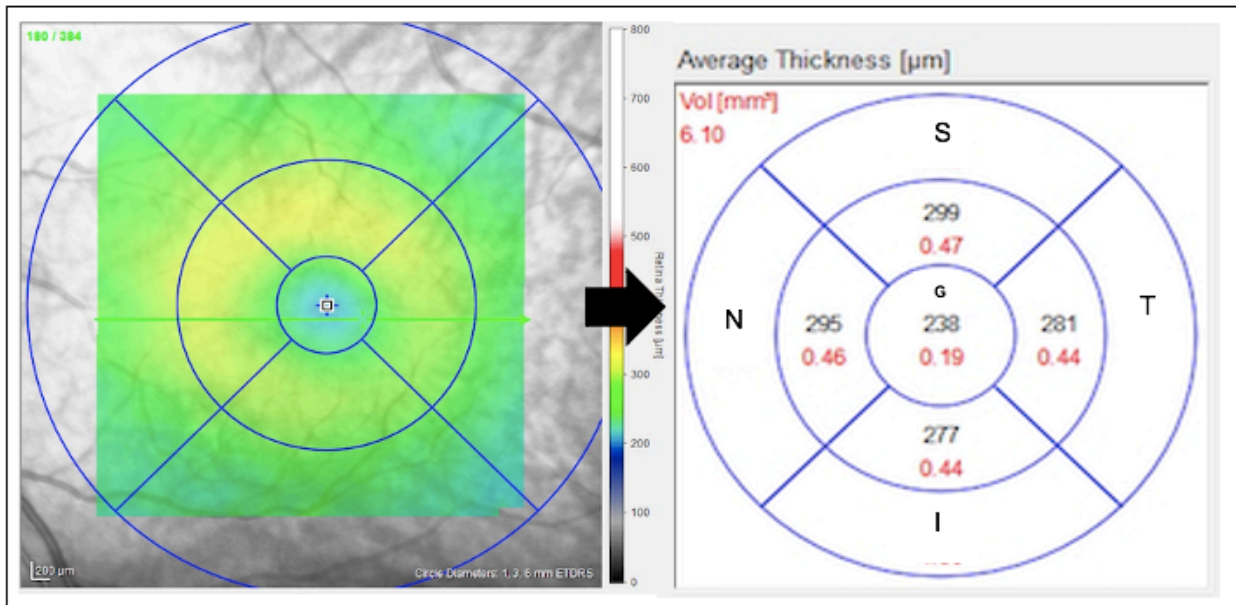 180 / 384
800
700
600
500
300
200
100
0
Retina Thickness [µm]
200 µm
Circle Diameters: 1, 3, 6 mm ETDRS
Average Thickness [µm]
Vol [mm³]
6.10
S
299
0.47
G
N
295
238
281
T
0.46
0.19
0.44
277
0.44
I